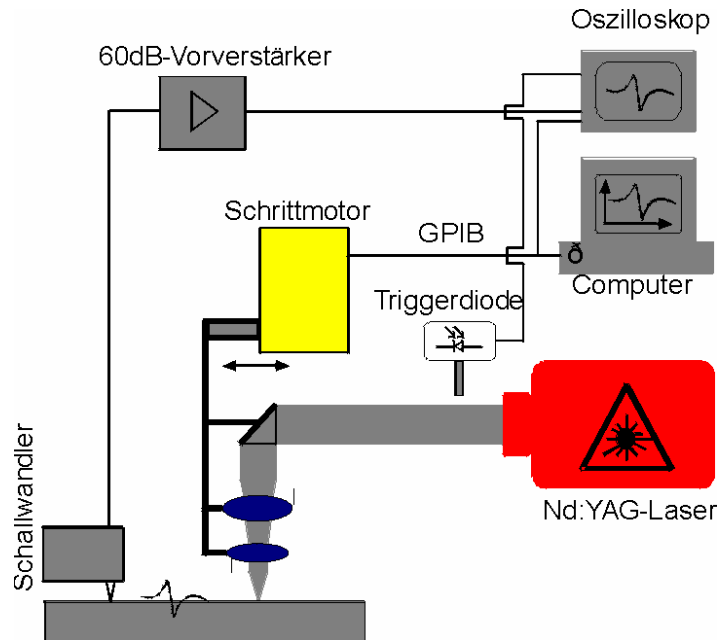 Oszilloskop
60dB-Vorverstärker
Schrittmotor
GPIB
Computer
Triggerdiode
Nd:YAG-Laser
Schallwandler